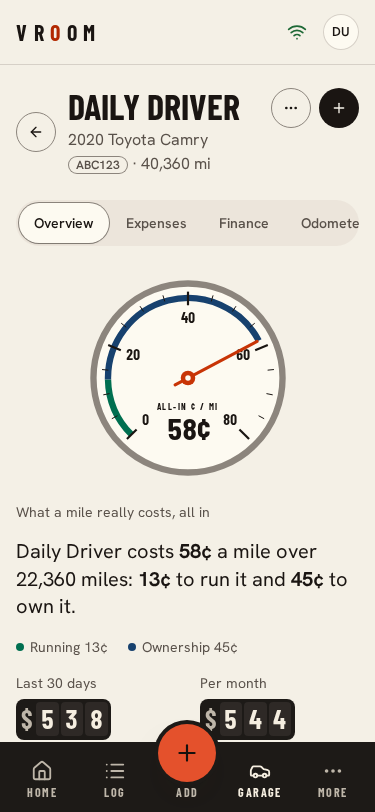 VROOM
DU
DAILY DRIVER
2020 Toyota Camry
ABC123 · 40,360 mi
Overview Expenses Finance Odomete
40
20 60
0 80
ALL-IN ¢ / MI
58¢
What a mile really costs, all in
Daily Driver costs 58¢ a mile over
22,360 miles: 13¢ to run it and 45¢ to
own it.
Running 13¢ Ownership 45¢
Last 30 days Per month
$538 $544
HOME LOG ADD GARAGE MORE